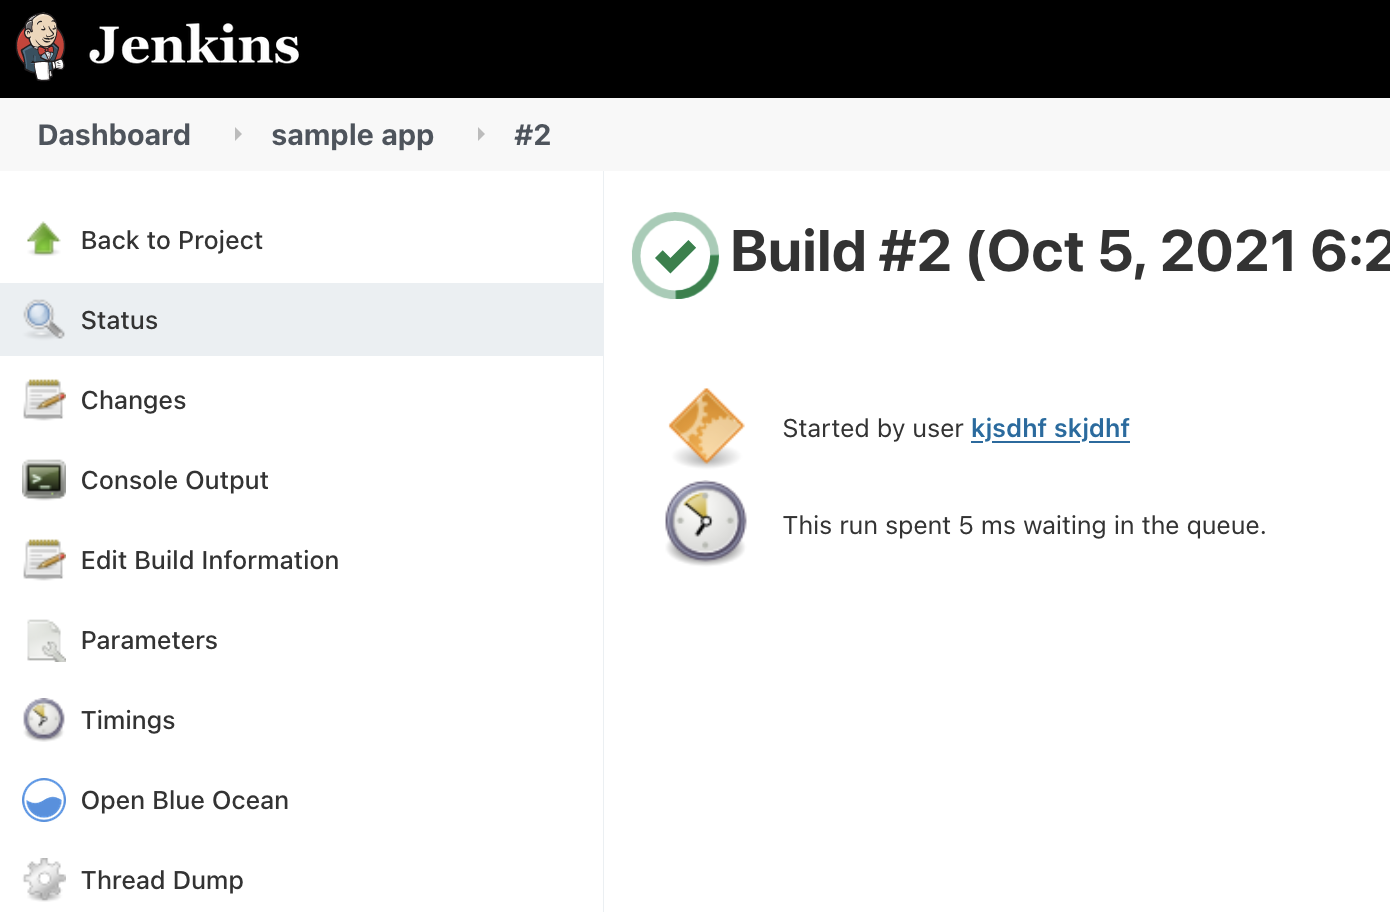 Jenkins
Dashboard sample app #2
Back to Project
Status
Changes
Console Output
Edit Build Information
Parameters
Timings
Open Blue Ocean
Thread Dump
Build #2 (Oct 5, 2021 6:2
Started by user kjsdhf skjdhf
This run spent 5 ms waiting in the queue.